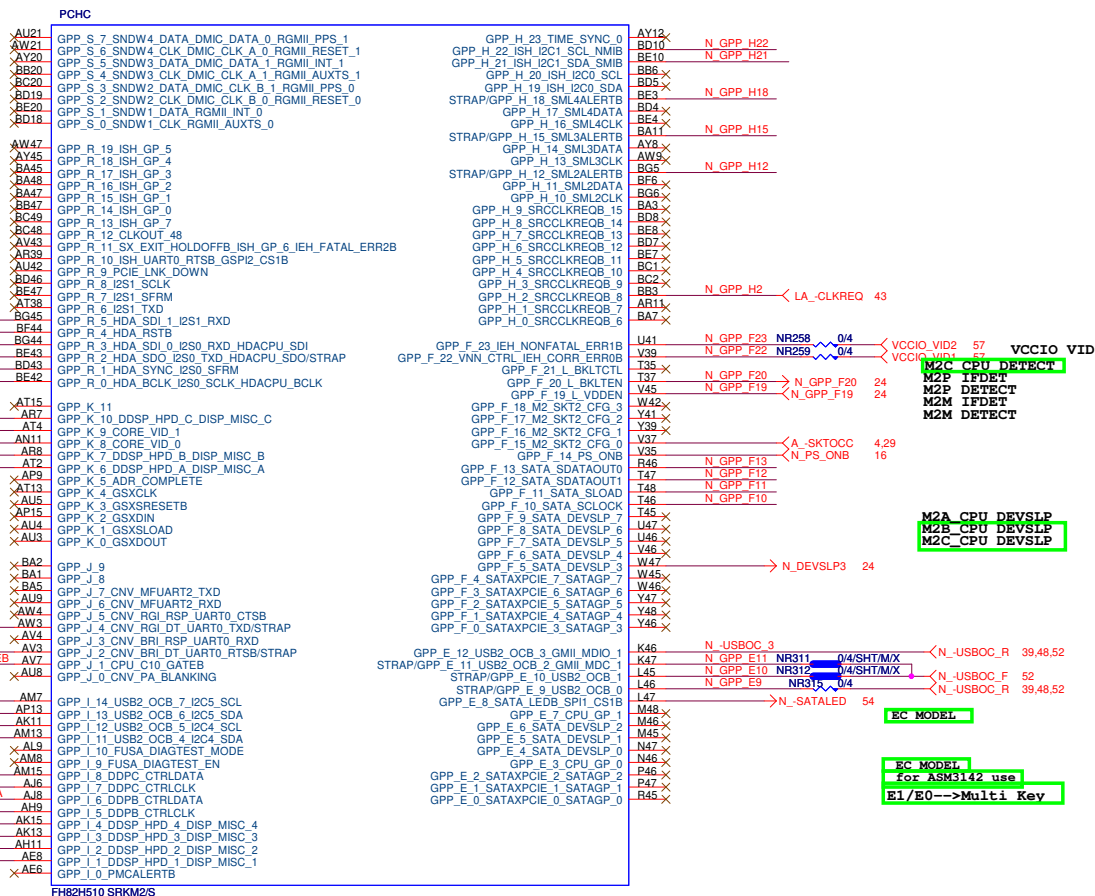 PCHC
AU21 GPP_S_7_SNDW4_DATA_DMIC_DATA_0_RGMII_PPS_1
AW21 GPP_S_6_SNDW4_CLK_DMIC_CLK_A_0_RGMII_RESET_1
AY20 GPP_S_5_SNDW3_DATA_DMIC_DATA_1_RGMII_INT_1
BB20 GPP_S_4_SNDW3_CLK_DMIC_CLK_A_1_RGMII_AUXTS_1
BC20 GPP_S_3_SNDW2_DATA_DMIC_CLK_B_1_RGMII_PPS_0
BD19 GPP_S_2_SNDW2_CLK_DMIC_CLK_B_0_RGMII_RESET_0
BE20 GPP_S_1_SNDW1_DATA_RGMII_INT_0
BD18 GPP_S_0_SNDW1_CLK_RGMII_AUXTS_0
AW47 GPP_R_19_ISH_GP_5
AY45 GPP_R_18_ISH_GP_4
BA45 GPP_R_17_ISH_GP_3
BA48 GPP_R_16_ISH_GP_2
BA47 GPP_R_15_ISH_GP_1
BB47 GPP_R_14_ISH_GP_0
BC49 GPP_R_13_ISH_GP_7
BC48 GPP_R_12_CLKOUT_48
AV43 GPP_R_11_SX_EXIT_HOLDOFFB_ISH_GP_6_IEH_FATAL_ERR2B
AR39 GPP_R_10_ISH_UART0_RTSB_GSPI2_CS1B
AU42 GPP_R_9_PCIE_LNK_DOWN
BD46 GPP_R_8_I2S1_SCLK
BE47 GPP_R_7_I2S1_SFRM
AT38 GPP_R_6_I2S1_TXD
BG45 GPP_R_5_HDA_SDI_1_I2S1_RXD
BF44 GPP_R_4_HDA_RSTB
BG44 GPP_R_3_HDA_SDI_0_I2S0_RXD_HDACPU_SDI
BE43 GPP_R_2_HDA_SDO_I2S0_TXD_HDACPU_SDO/STRAP
BD43 GPP_R_1_HDA_SYNC_I2S0_SFRM
BE42 GPP_R_0_HDA_BCLK_I2S0_SCLK_HDACPU_BCLK
AT15 GPP_K_11
AR7 GPP_K_10_DDSP_HPD_C_DISP_MISC_C
AT4 GPP_K_9_CORE_VID_1
AN11 GPP_K_8_CORE_VID_0
AR8 GPP_K_7_DDSP_HPD_B_DISP_MISC_B
AT2 GPP_K_6_DDSP_HPD_A_DISP_MISC_A
AP9 GPP_K_5_ADR_COMPLETE
AT13 GPP_K_4_GSXCLK
AU5 GPP_K_3_GSXSRESETB
AP15 GPP_K_2_GSXDIN
AU4 GPP_K_1_GSXSLOAD
AU3 GPP_K_0_GSXDOUT
BA2 GPP_J_9
BA1 GPP_J_8
BA5 GPP_J_7_CNV_MFUART2_TXD
AU9 GPP_J_6_CNV_MFUART2_RXD
AW4 GPP_J_5_CNV_RGI_RSP_UART0_CTSB
AW3 GPP_J_4_CNV_RGI_DT_UART0_TXD/STRAP
AV4 GPP_J_3_CNV_BRI_RSP_UART0_RXD
AV3 GPP_J_2_CNV_BRI_DT_UART0_RTSB/STRAP
AV7 GPP_J_1_CPU_C10_GATEB
AU8 GPP_J_0_CNV_PA_BLANKING
AM7 GPP_I_14_USB2_OCB_7_I2C5_SCL
AP13 GPP_I_13_USB2_OCB_6_I2C5_SDA
AK11 GPP_I_12_USB2_OCB_5_I2C4_SCL
AM13 GPP_I_11_USB2_OCB_4_I2C4_SDA
AL9 GPP_I_10_FUSA_DIAGTEST_MODE
AM8 GPP_I_9_FUSA_DIAGTEST_EN
AM15 GPP_I_8_DDPC_CTRLDATA
AJ6 GPP_I_7_DDPC_CTRLCLK
AJ8 GPP_I_6_DDPB_CTRLDATA
AH9 GPP_I_5_DDPB_CTRLCLK
AK15 GPP_I_4_DDSP_HPD_4_DISP_MISC_4
AK13 GPP_I_3_DDSP_HPD_3_DISP_MISC_3
AH11 GPP_I_2_DDSP_HPD_2_DISP_MISC_2
AE8 GPP_I_1_DDSP_HPD_1_DISP_MISC_1
AE6 GPP_I_0_PMCALERTB
GPP_H_23_TIME_SYNC_0 AY12
GPP_H_22_ISH_I2C1_SCL_NMIB BD10 N_GPP_H22
GPP_H_21_ISH_I2C1_SDA_SMIB BE10 N_GPP_H21
GPP_H_20_ISH_I2C0_SCL BB6
GPP_H_19_ISH_I2C0_SDA BD5
STRAP/GPP_H_18_SML4ALERTB BE3 N_GPP_H18
GPP_H_17_SML4DATA BD4
GPP_H_16_SML4CLK BE4
STRAP/GPP_H_15_SML3ALERTB BA11 N_GPP_H15
GPP_H_14_SML3DATA AY8
GPP_H_13_SML3CLK AW9
STRAP/GPP_H_12_SML2ALERTB BG5 N_GPP_H12
GPP_H_11_SML2DATA BF6
GPP_H_10_SML2CLK BG6
GPP_H_9_SRCCLKREQB_15 BA3
GPP_H_8_SRCCLKREQB_14 BD8
GPP_H_7_SRCCLKREQB_13 BE8
GPP_H_6_SRCCLKREQB_12 BD7
GPP_H_5_SRCCLKREQB_11 BE7
GPP_H_4_SRCCLKREQB_10 BC1
GPP_H_3_SRCCLKREQB_9 BC2
GPP_H_2_SRCCLKREQB_8 BB3 N_GPP_H2 LA_-CLKREQ 43
GPP_H_1_SRCCLKREQB_7 AR11
GPP_H_0_SRCCLKREQB_6 BA7
GPP_F_23_IEH_NONFATAL_ERR1B U41 N_GPP_F23 NR258 0/4 VCCIO_VID2 57
GPP_F_22_VNN_CTRL_IEH_CORR_ERR0B V39 N_GPP_F22 NR259 0/4 VCCIO_VID1 57 VCCIO VID
GPP_F_21_L_BKLTCTL T35 M2C_CPU_DETECT
GPP_F_20_L_BKLTEN T37 N_GPP_F20 N_GPP_F20 24 M2P IFDET
GPP_F_19_L_VDDEN V45 N_GPP_F19 N_GPP_F19 24 M2P DETECT
GPP_F_18_M2_SKT2_CFG_3 W42 M2M IFDET
GPP_F_17_M2_SKT2_CFG_2 Y41 M2M DETECT
GPP_F_16_M2_SKT2_CFG_1 Y39
GPP_F_15_M2_SKT2_CFG_0 V37 A_-SKTOCC 4,29
GPP_F_14_PS_ONB V35 N_PS_ONB 16
GPP_F_13_SATA_SDATAOUT0 R46 N_GPP_F13
GPP_F_12_SATA_SDATAOUT1 T47 N_GPP_F12
GPP_F_11_SATA_SLOAD T48 N_GPP_F11
GPP_F_10_SATA_SCLOCK T46 N_GPP_F10
GPP_F_9_SATA_DEVSLP_7 T45 M2A_CPU DEVSLP
GPP_F_8_SATA_DEVSLP_6 U47 M2B_CPU DEVSLP
GPP_F_7_SATA_DEVSLP_5 U46 M2C_CPU DEVSLP
GPP_F_6_SATA_DEVSLP_4 V46
GPP_F_5_SATA_DEVSLP_3 W47 N_DEVSLP3 24
GPP_F_4_SATAXPCIE_7_SATAGP_7 W45
GPP_F_3_SATAXPCIE_6_SATAGP_6 W46
GPP_F_2_SATAXPCIE_5_SATAGP_5 Y47
GPP_F_1_SATAXPCIE_4_SATAGP_4 Y48
GPP_F_0_SATAXPCIE_3_SATAGP_3 Y46
GPP_E_12_USB2_OCB_3_GMII_MDIO_1 K46 N_-USBOC_3 N_-USBOC_R 39,48,52
STRAP/GPP_E_11_USB2_OCB_2_GMII_MDC_1 K47 N_GPP_E11 NR311 0/4/SHT/M/X
STRAP/GPP_E_10_USB2_OCB_1 L45 N_GPP_E10 NR312 0/4/SHT/M/X N_-USBOC_F 52
STRAP/GPP_E_9_USB2_OCB_0 L46 N_GPP_E9 NR315 0/4 N_-USBOC_R 39,48,52
GPP_E_8_SATA_LEDB_SPI1_CS1B L47 N_-SATALED 54
GPP_E_7_CPU_GP_1 M48 EC MODEL
GPP_E_6_SATA_DEVSLP_2 M46
GPP_E_5_SATA_DEVSLP_1 M45
GPP_E_4_SATA_DEVSLP_0 N47
GPP_E_3_CPU_GP_0 N46 EC MODEL
GPP_E_2_SATAXPCIE_2_SATAGP_2 P46 for ASM3142 use
GPP_E_1_SATAXPCIE_1_SATAGP_1 P47
GPP_E_0_SATAXPCIE_0_SATAGP_0 R45 E1/E0-->Multi Key
FH82H510 SRKM2/S